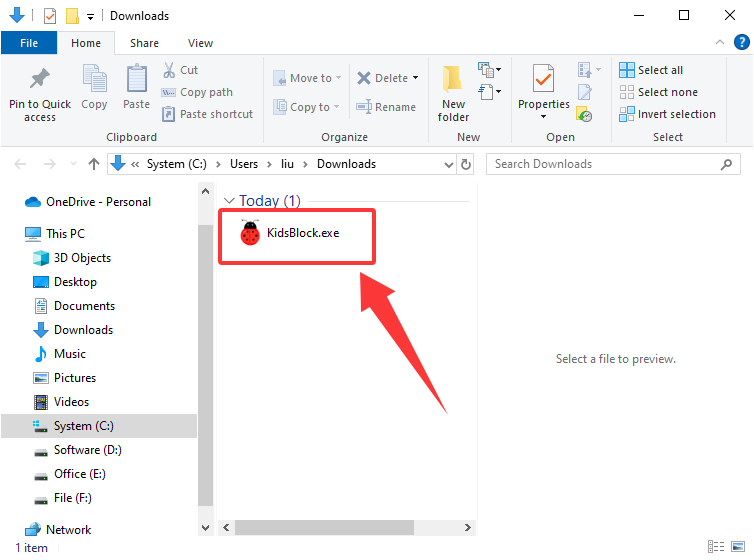 Downloads
File Home Share View
Pin to Quick access
Copy
Paste
Cut
Copy path
Paste shortcut
Clipboard
Move to
Copy to
Delete
Rename
Organize
New folder
New
Properties
Open
Select all
Select none
Invert selection
Select
« System (C:) › Users › liu › Downloads
Search Downloads
OneDrive - Personal
This PC
3D Objects
Desktop
Documents
Downloads
Music
Pictures
Videos
System (C:)
Software (D:)
Office (E:)
File (F:)
Network
Today (1)
KidsBlock.exe
Select a file to preview.
1 item